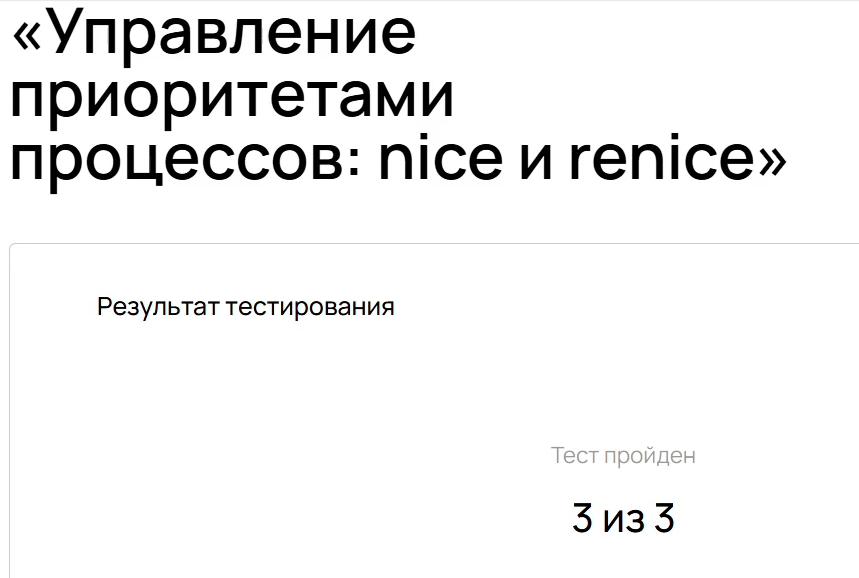 «Управление
приоритетами
процессов: nice и renice»
Результат тестирования
Тест пройден
3 из 3